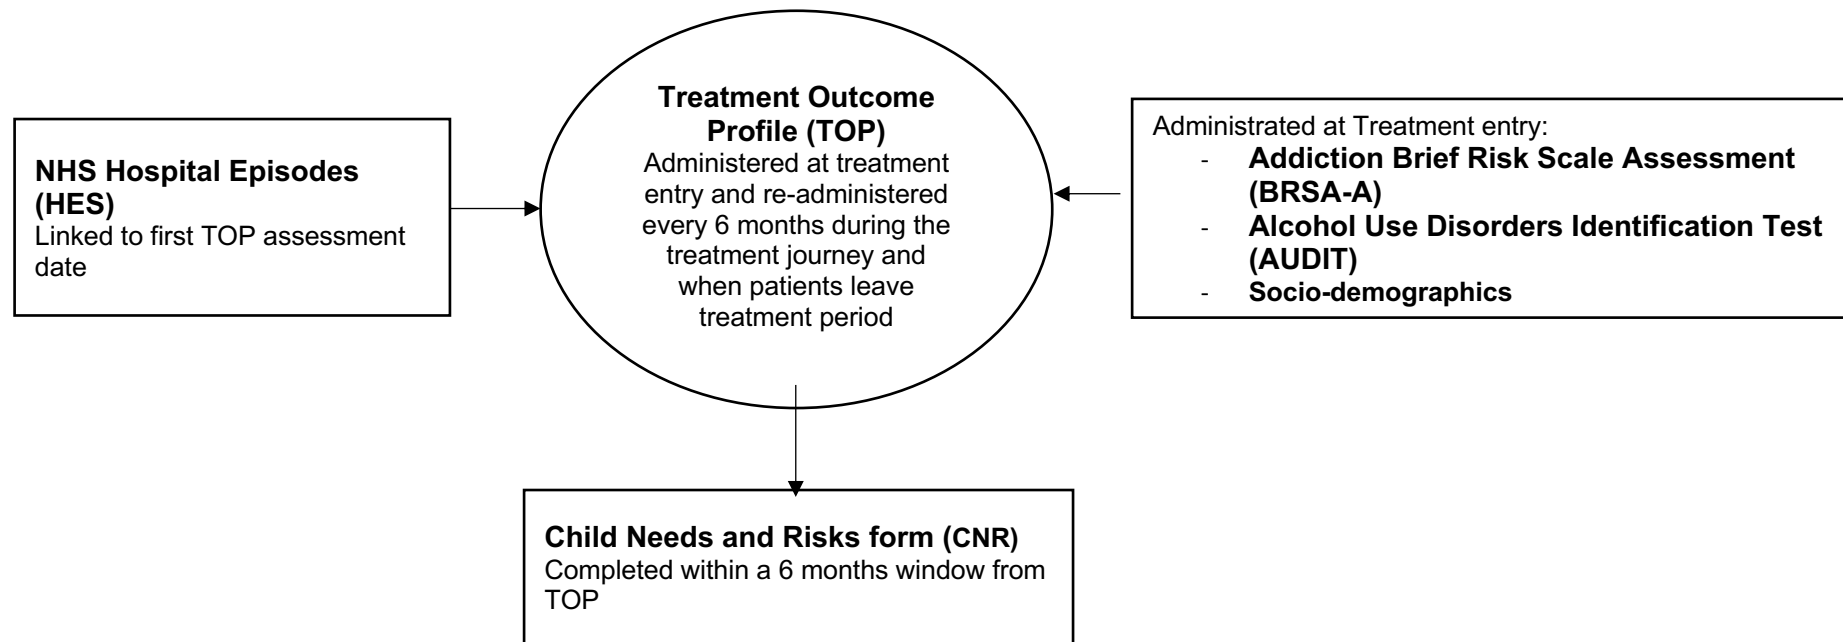 NHS Hospital Episodes
(HES)
Linked to first TOP assessment
date
Treatment Outcome
Profile (TOP)
Administered at treatment
entry and re-administered
every 6 months during the
treatment journey and
when patients leave
treatment period
Administrated at Treatment entry:
- Addiction Brief Risk Scale Assessment
(BRSA-A)
- Alcohol Use Disorders Identification Test
(AUDIT)
- Socio-demographics
Child Needs and Risks form (CNR)
Completed within a 6 months window from
TOP